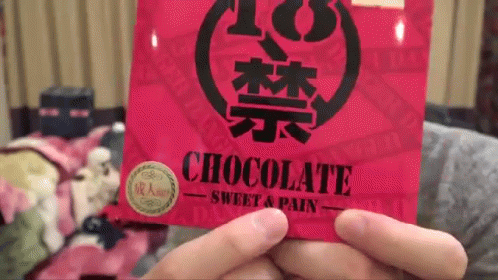 18
禁
CHOCOLATE
SWEET & PAIN
成人